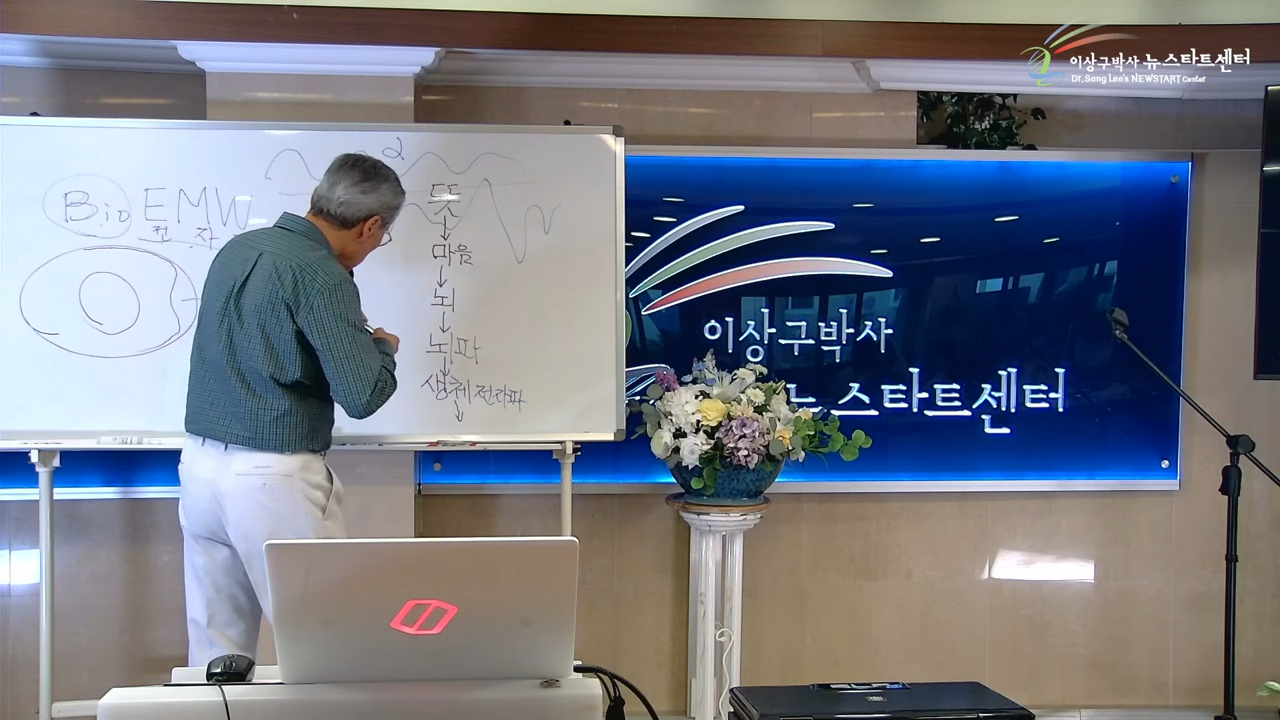 이상구박사 뉴스타트센터
Dr. Sang Lee's NEWSTART Center
α
Bio EMW
전자
뜻
↓
마음
↓
뇌
↓
뇌파
↓
생체전자파
↓
이상구박사
스타트센터